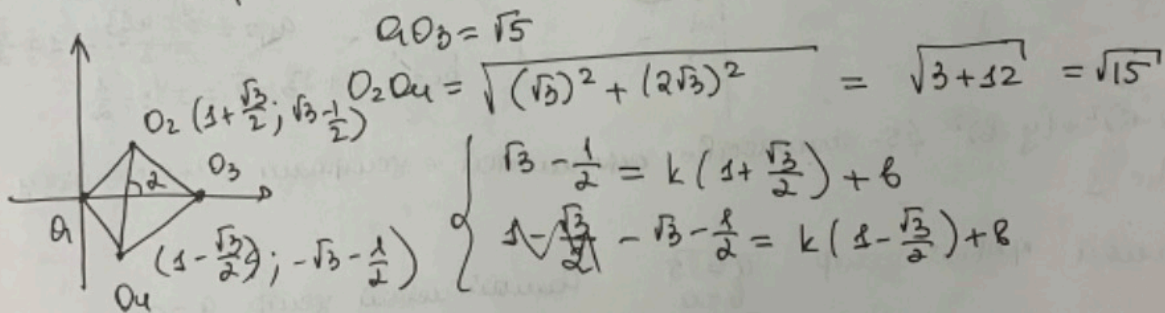 O₁O₃ = √5
O₂O₄ = √((√3)² + (2√3)²) = √(3+12) = √15
O₂ (1+√3/2; √3-1/2)
O₃
2
O₁
(1-√3/2); -√3-1/2)
O₄
{ √3 - 1/2 = k(1+√3/2) + b
- √3 - 1/2 = k(1-√3/2) + b